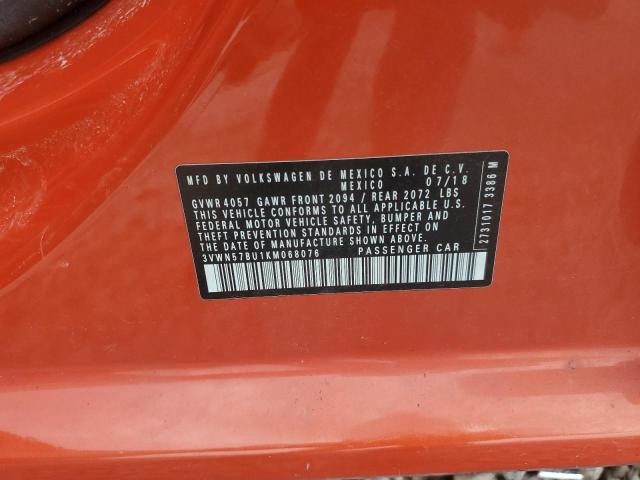 MFD BY VOLKSWAGEN DE MEXICO S.A. DE C.V.
MEXICO 07/18
GVWR 4057 GAWR FRONT 2094 / REAR 2072 LBS
THIS VEHICLE CONFORMS TO ALL APPLICABLE U.S.
FEDERAL MOTOR VEHICLE SAFETY, BUMPER AND
THEFT PREVENTION STANDARDS IN EFFECT ON
THE DATE OF MANUFACTURE SHOWN ABOVE.
3VWN57BU1KM068076 PASSENGER CAR
2731017 3386 M